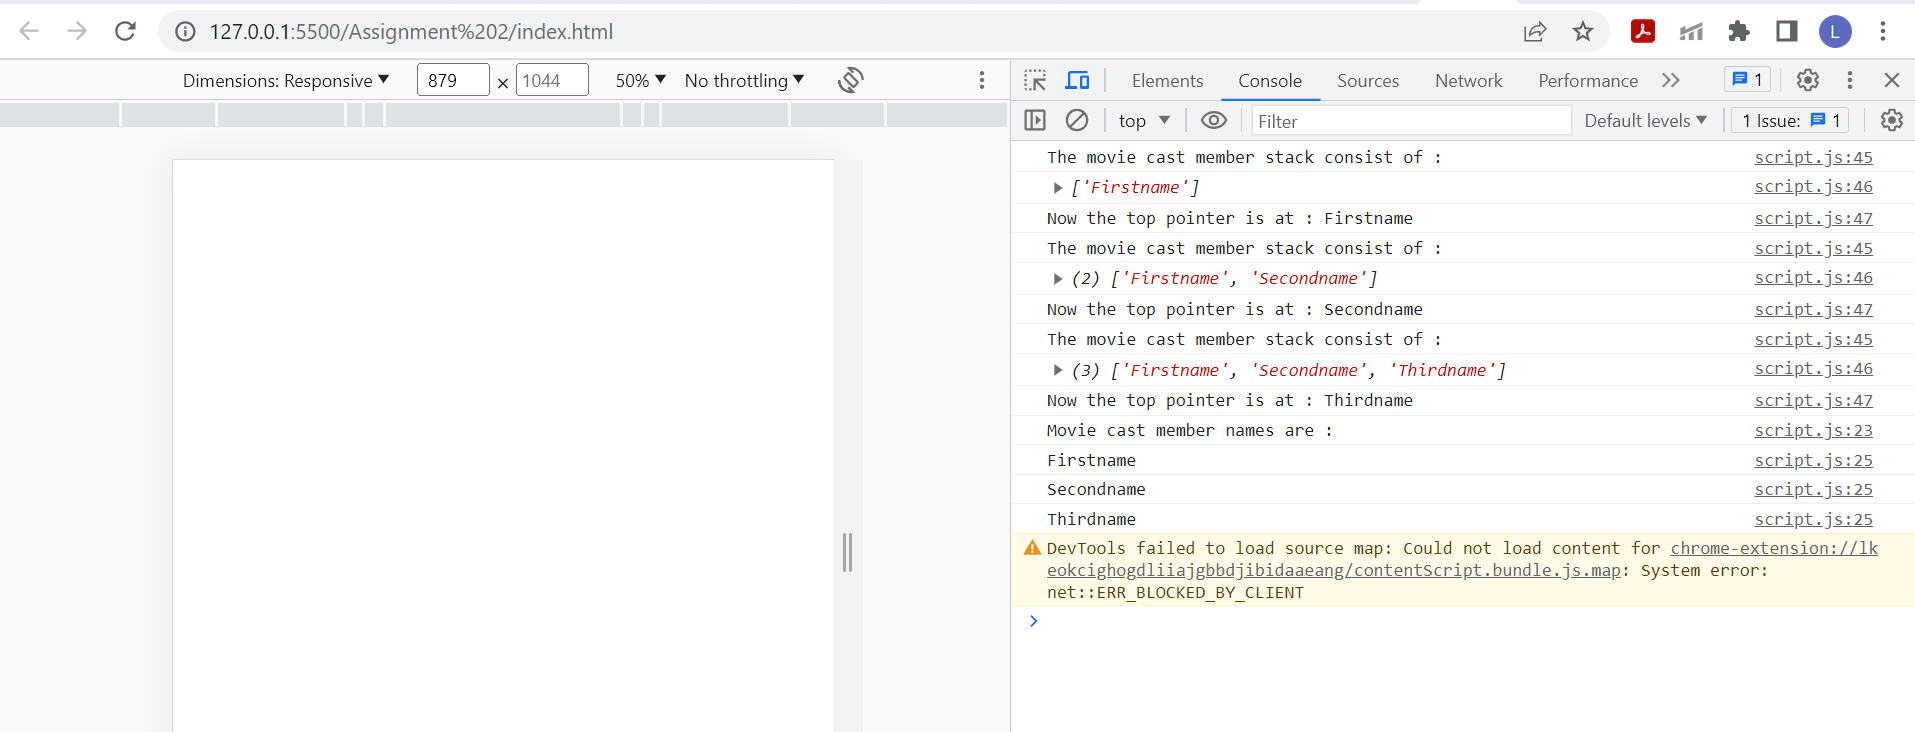 127.0.0.1:5500/Assignment%202/index.html
L
Dimensions: Responsive ▼ 879 × 1044 50% ▼ No throttling ▼
Elements Console Sources Network Performance 1
top ▼ Filter Default levels ▼ 1 Issue: 1
The movie cast member stack consist of : script.js:45
▶ ['Firstname'] script.js:46
Now the top pointer is at : Firstname script.js:47
The movie cast member stack consist of : script.js:45
▶ (2) ['Firstname', 'Secondname'] script.js:46
Now the top pointer is at : Secondname script.js:47
The movie cast member stack consist of : script.js:45
▶ (3) ['Firstname', 'Secondname', 'Thirdname'] script.js:46
Now the top pointer is at : Thirdname script.js:47
Movie cast member names are : script.js:23
Firstname script.js:25
Secondname script.js:25
Thirdname script.js:25
DevTools failed to load source map: Could not load content for chrome-extension://lk
eokcighogdliiajgbbdjibidaaeang/contentScript.bundle.js.map: System error:
net::ERR_BLOCKED_BY_CLIENT